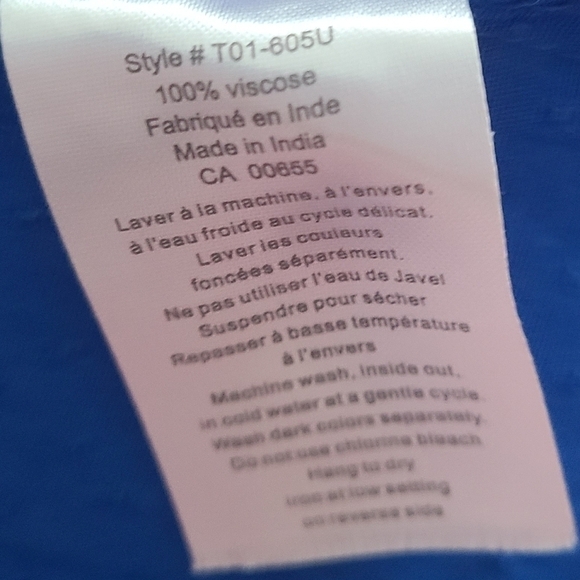 Style # T01-605U
100% viscose
Fabriqué en Inde
Made in India
CA 00655
Laver à la machine, à l'envers,
à l'eau froide au cycle délicat.
Laver les couleurs
foncées séparément.
Ne pas utiliser l'eau de Javel
Suspendre pour sécher
Repasser à basse température
à l'envers
Machine wash, inside out,
in cold water at a gentle cycle.
Wash dark colors separately.
Do not use chlorine bleach
Hang to dry
iron at low setting
on reverse side